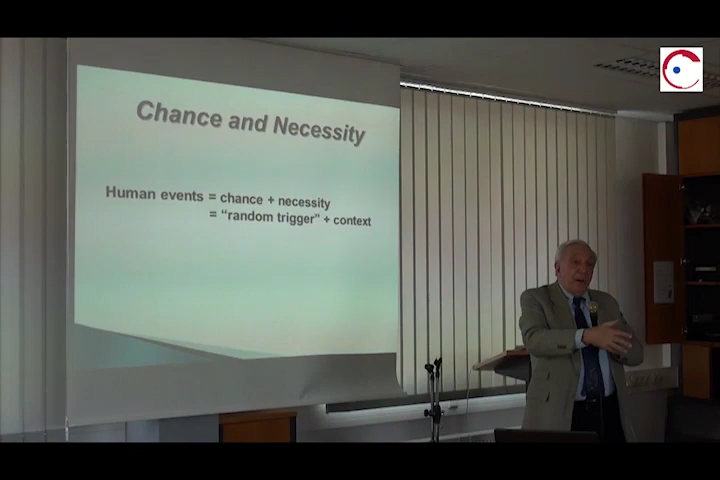 Chance and Necessity
Human events = chance + necessity
= “random trigger” + context